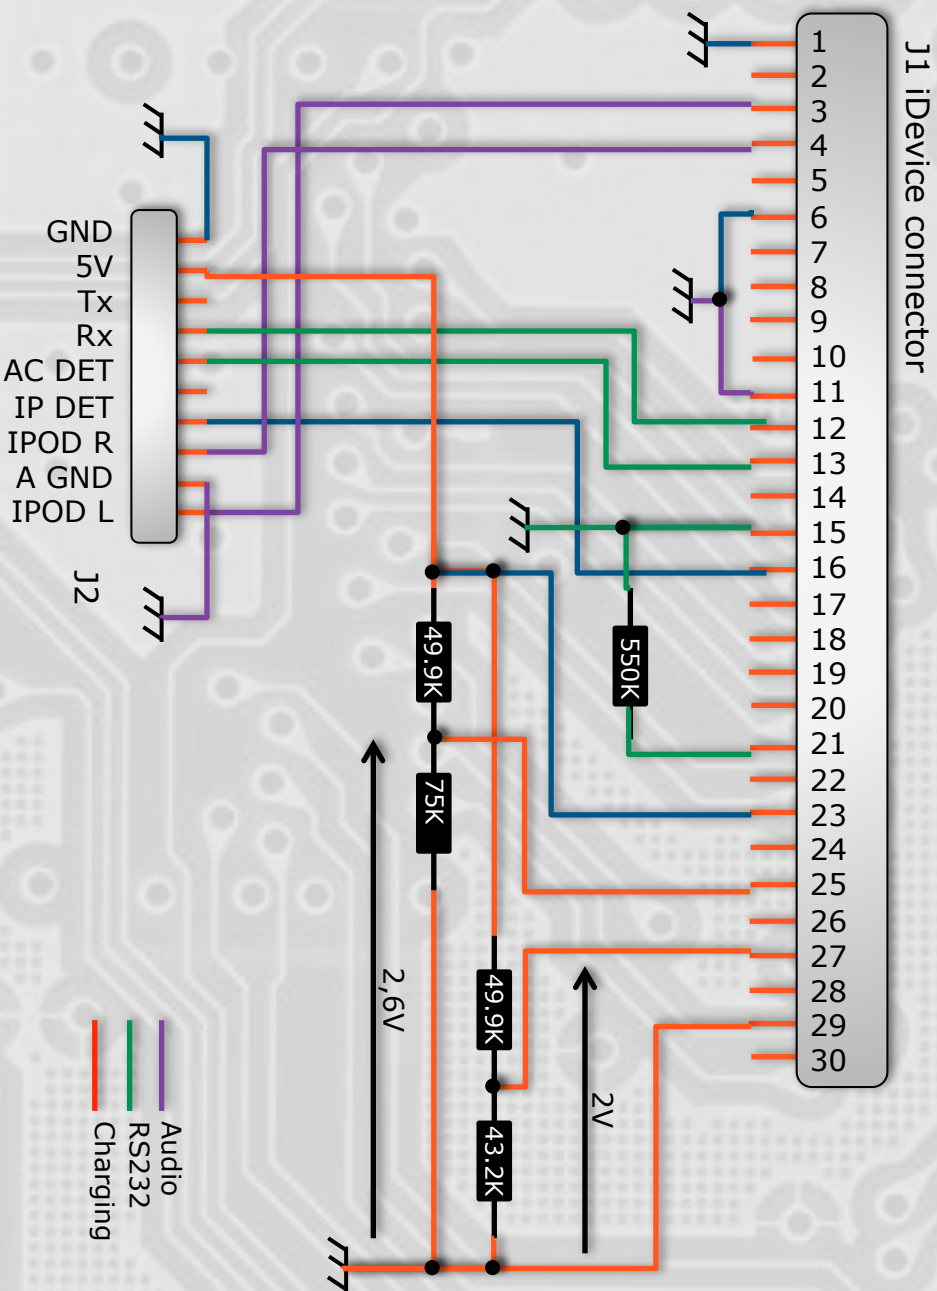 J1 iDevice connector
1
2
3
4
5
6
7
8
9
10
11
12
13
14
15
16
17
18
19
20
21
22
23
24
25
26
27
28
29
30
GND
5V
Tx
Rx
AC DET
IP DET
IPOD R
A GND
IPOD L
J2
49.9K
75K
550K
49.9K
43.2K
2,6V
2V
Audio
RS232
Charging